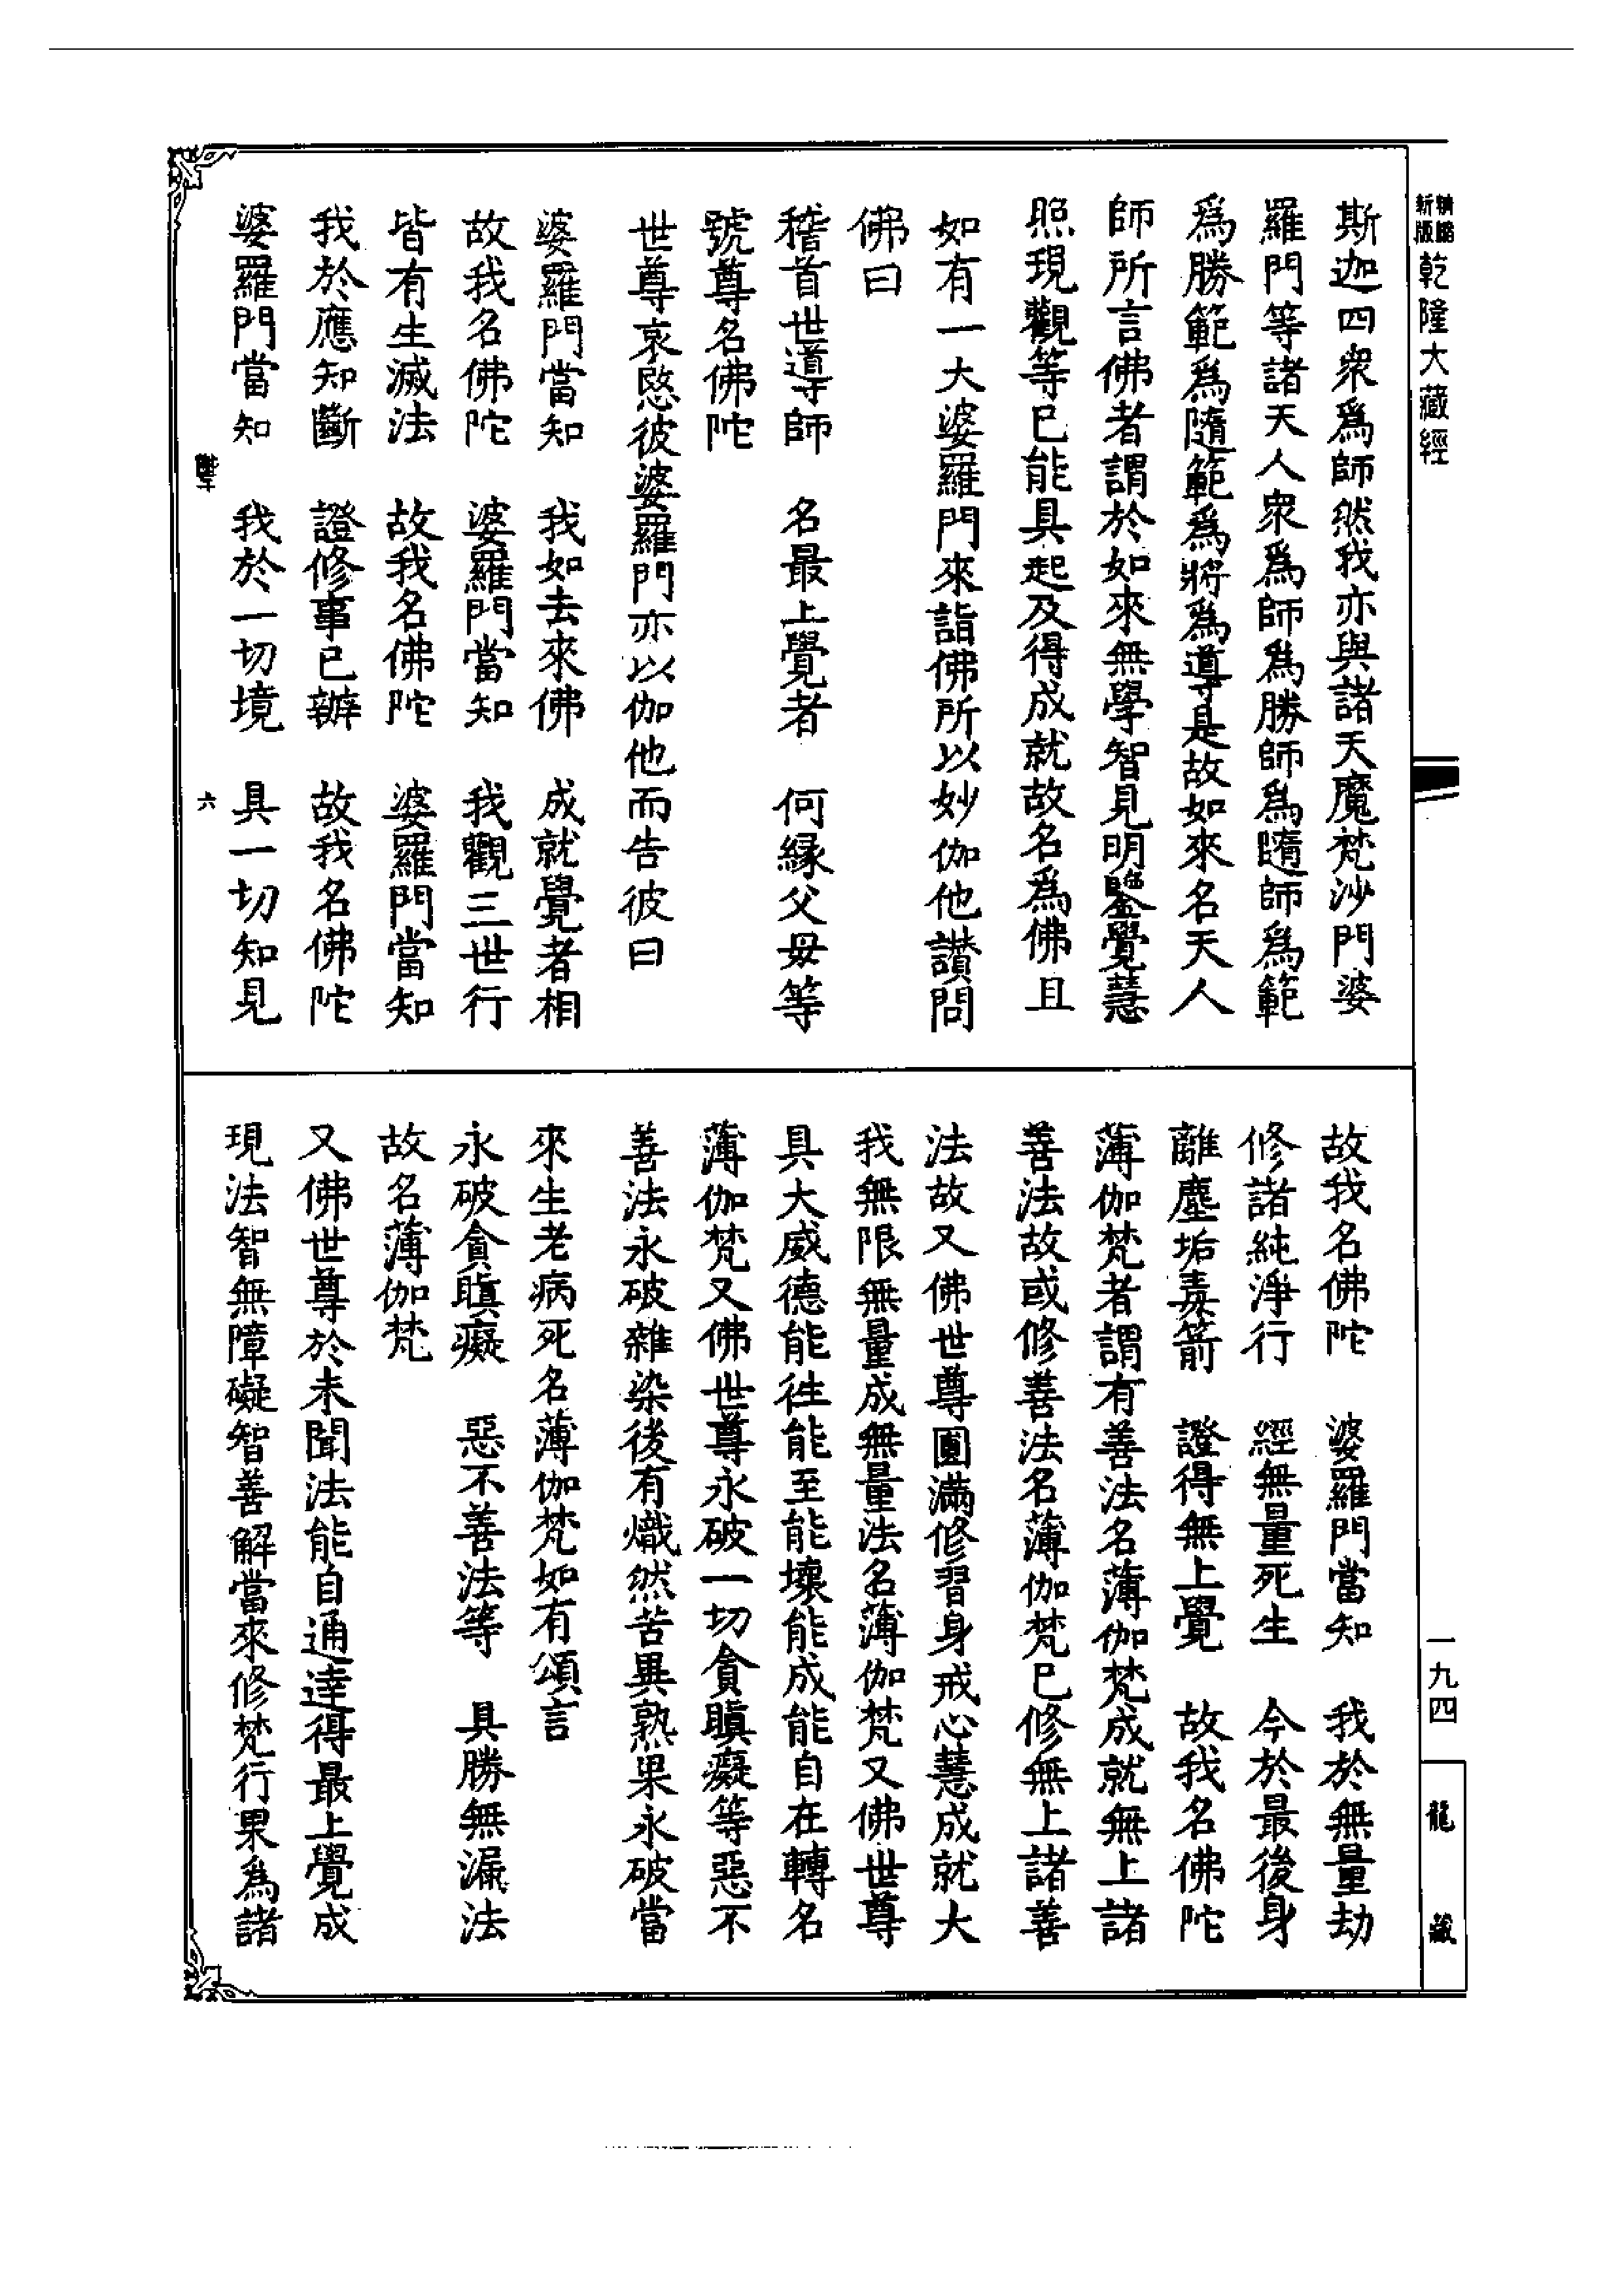 新版
乾隆大藏經
斯迦四衆爲師然我亦與諸天魔梵沙門婆
羅門等諸天人衆爲師爲勝師爲隨師爲範
爲勝範爲隨範爲將爲導是故如來名天人
師所言佛者謂於如來無學智見明鑒覺慧
照現觀等已能具起及得成就故名爲佛且
如有一大婆羅門來詣佛所以妙伽他讚問
佛曰
稽首世導師　名最上覺者　何緣父毋等
號尊名佛陀
世尊哀愍彼婆羅門亦以伽他而告彼曰
婆羅門當知　我如去來佛　成就覺者相
故我名佛陀　婆羅門當知　我觀三世行
皆有生滅法　故我名佛陀　婆羅門當知
我於應知斷　證修事已辦　故我名佛陀
婆羅門當知　我於一切境　具一切知見
六
故我名佛陀　婆羅門當知　我於無量劫
修諸純淨行　經無量死生　今於最後身
離塵垢毒箭　證得無上覺　故我名佛陀
薄伽梵者謂有善法名薄伽梵成就無上諸
善法故或修善法名薄伽梵已修無上諸善
法故又佛世尊圓滿修習身戒心慧成就大
我無限無量成無量法名薄伽梵又佛世尊
具大威德能徃能至能壞能成能自在轉名
薄伽梵又佛世尊永破一切貪瞋癡等惡不
善法永破雜染後有熾然苦異熟果永破當
來生老病死名薄伽梵如有頌言
永破貪瞋癡　惡不善法等　具勝無漏法
故名薄伽梵
又佛世尊於未聞法能自通達得最上覺成
現法智無障礙智善解當來修梵行果爲諸
一九四
龍藏